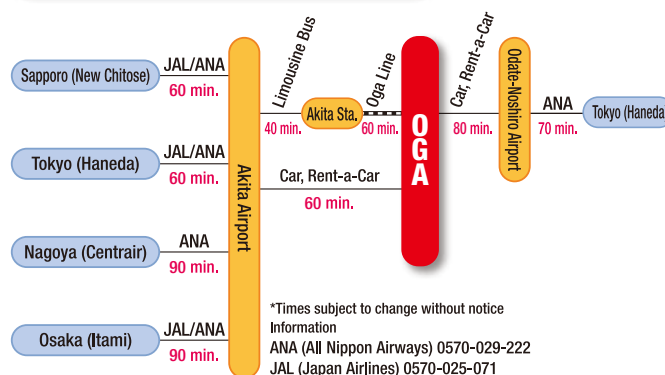 Sapporo (New Chitose)
JAL/ANA
60 min.
Tokyo (Haneda)
JAL/ANA
60 min.
Nagoya (Centrair)
ANA
90 min.
Osaka (Itami)
JAL/ANA
90 min.
Akita Airport
Limousine Bus
40 min.
Akita Sta.
Oga Line
60 min.
Car, Rent-a-Car
60 min.
OGA
Car, Rent-a-Car
80 min.
Odate-Noshiro Airport
ANA
70 min.
Tokyo (Haneda)
*Times subject to change without notice
Information
ANA (All Nippon Airways) 0570-029-222
JAL (Japan Airlines) 0570-025-071